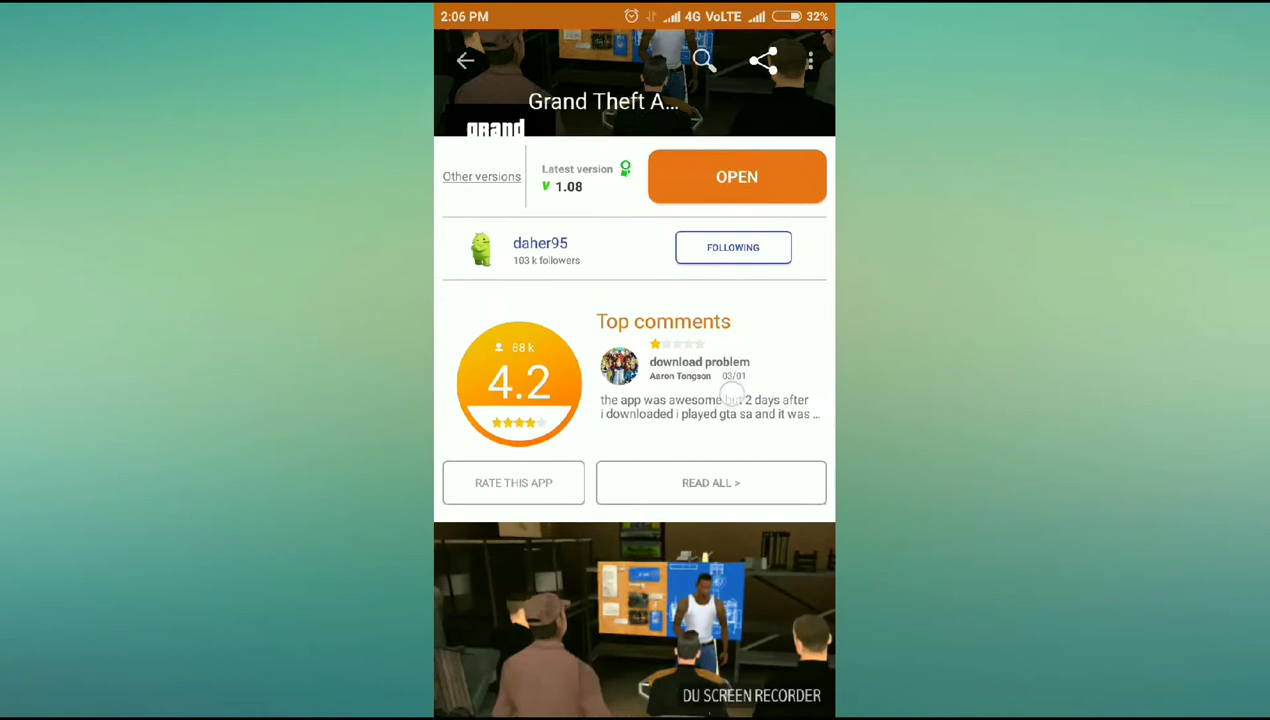 2:06 PM
4G VoLTE
32%
Grand Theft A...
GRAND
Other versions
Latest version
V 1.08
OPEN
daher95
103 k followers
FOLLOWING
Top comments
88 k
4.2
download problem
Aaron Tongson 03/01
the app was awesome but 2 days after
i downloaded i played gta sa and it was ...
RATE THIS APP
READ ALL >
DU SCREEN RECORDER